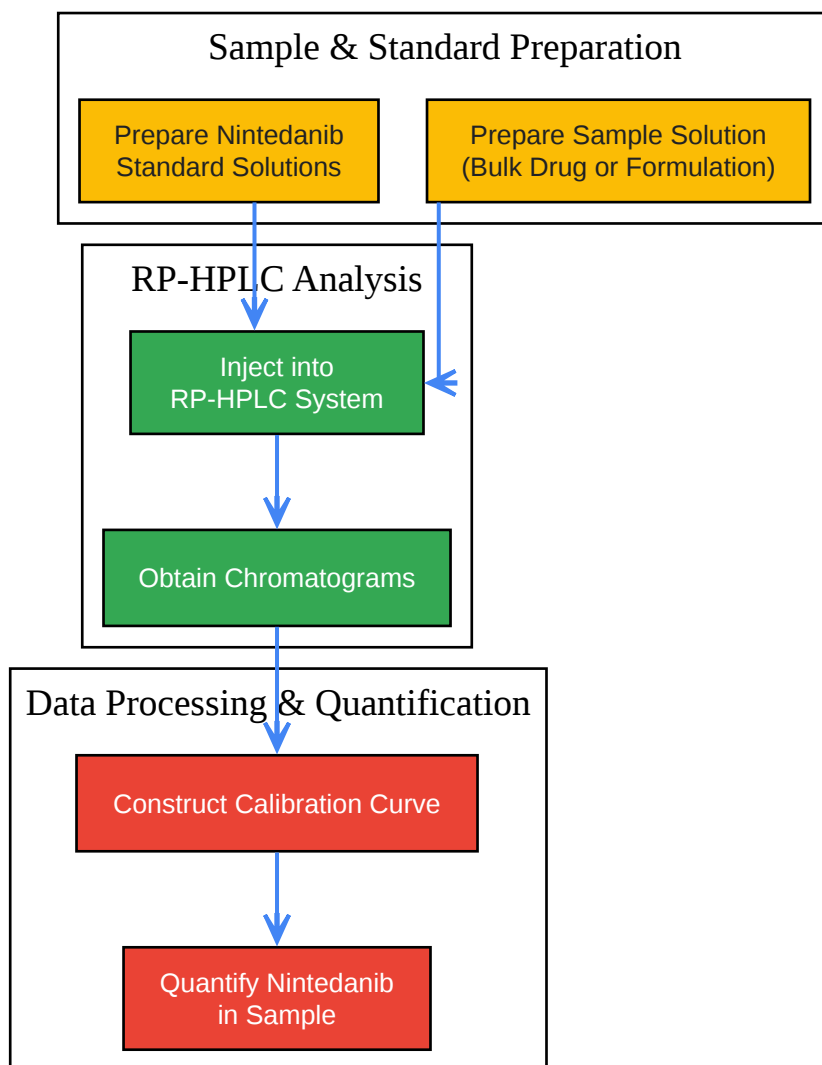 Sample & Standard Preparation
Prepare Nintedanib
Standard Solutions
Prepare Sample Solution
(Bulk Drug or Formulation)
RP-HPLC Analysis
Inject into
RP-HPLC System
Obtain Chromatograms
Data Processing & Quantification
Construct Calibration Curve
Quantify Nintedanib
in Sample